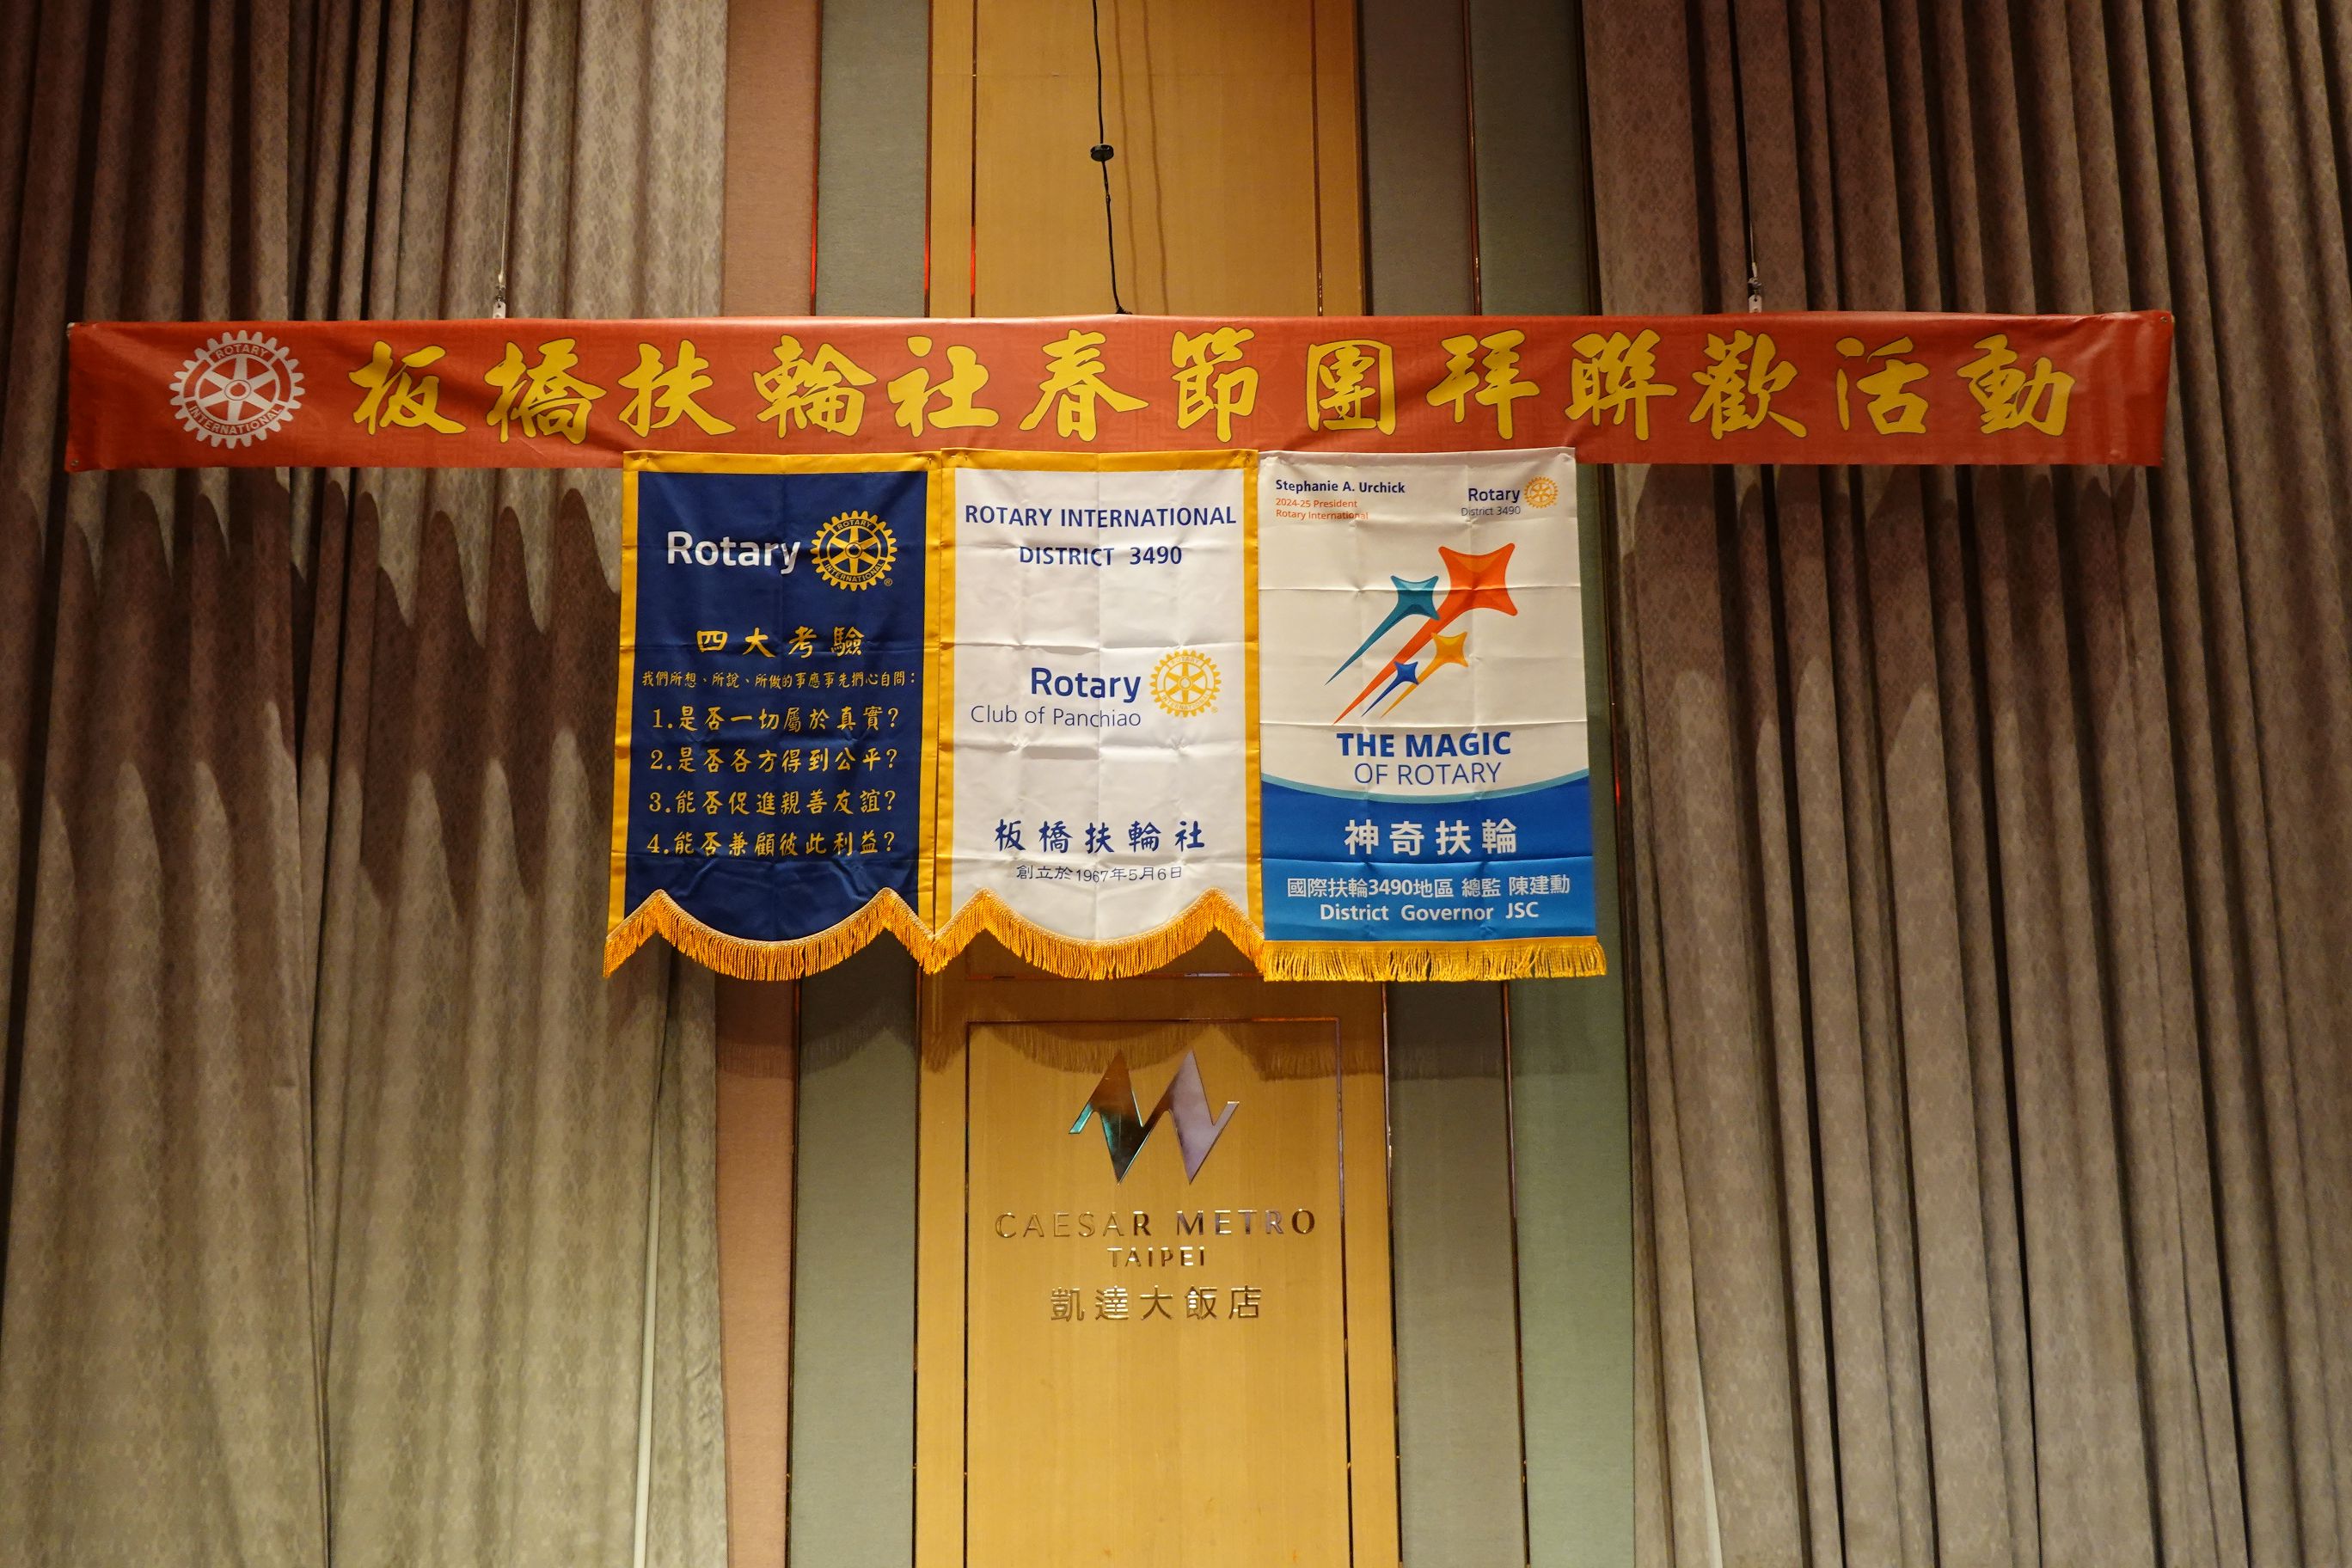 ROTARY
INTERNATIONAL
板橋扶輪社春節團拜聯歡活動
Rotary
ROTARY
INTERNATIONAL
®
四大考驗
我們所想、所說、所做的事應事先捫心自問：
1.是否一切屬於真實?
2.是否各方得到公平?
3.能否促進親善友誼?
4.能否兼顧彼此利益?
ROTARY INTERNATIONAL
DISTRICT 3490
Rotary
Club of Panchiao
板橋扶輪社
創立於1967年5月6日
Stephanie A. Urchick
2024-25 President
Rotary International
Rotary
District 3490
THE MAGIC
OF ROTARY
神奇扶輪
國際扶輪3490地區 總監 陳建勳
District Governor JSC
CAESAR METRO
TAIPEI
凱達大飯店